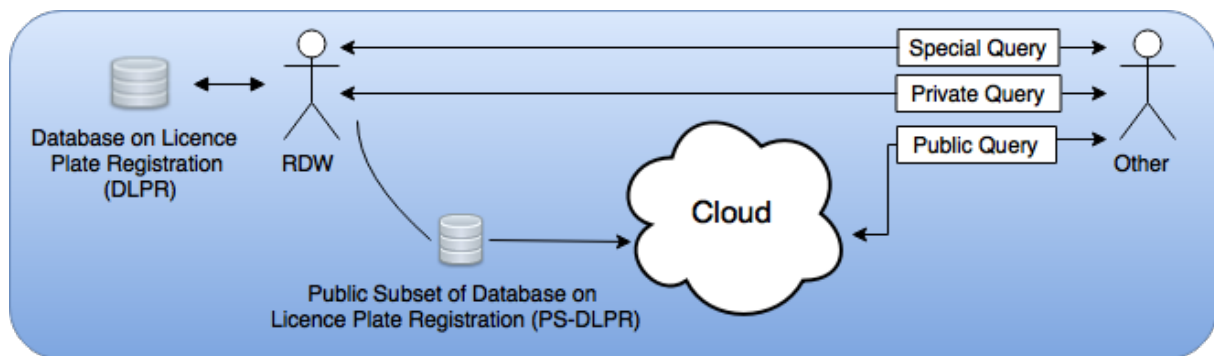 Special Query
Private Query
Public Query
Database on Licence
Plate Registration
(DLPR)
RDW
Other
Cloud
Public Subset of Database on
Licence Plate Registration (PS-DLPR)